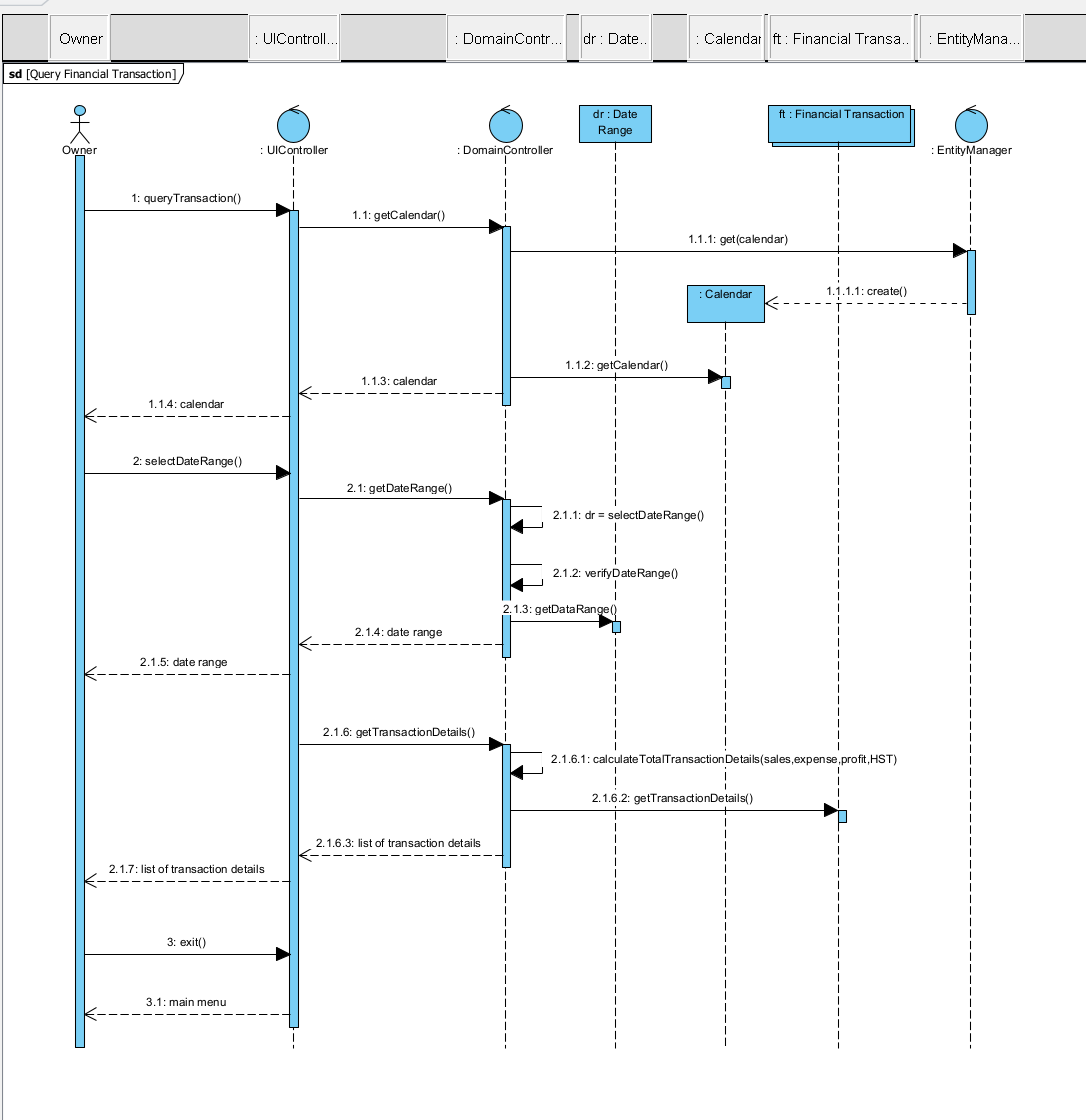 Owner
: UIControll...
: DomainContr...
dr : Date..
: Calendar
ft : Financial Transa..
: EntityMana...
sd [Query Financial Transaction]
Owner
: UIController
: DomainController
dr : Date
Range
ft : Financial Transaction
: EntityManager
1: queryTransaction()
1.1: getCalendar()
1.1.1: get(calendar)
: Calendar
1.1.1.1: create()
1.1.2: getCalendar()
1.1.3: calendar
1.1.4: calendar
2: selectDateRange()
2.1: getDateRange()
2.1.1: dr = selectDateRange()
2.1.2: verifyDateRange()
2.1.3: getDataRange()
2.1.4: date range
2.1.5: date range
2.1.6: getTransactionDetails()
2.1.6.1: calculateTotalTransactionDetails(sales,expense,profit,HST)
2.1.6.2: getTransactionDetails()
2.1.6.3: list of transaction details
2.1.7: list of transaction details
3: exit()
3.1: main menu